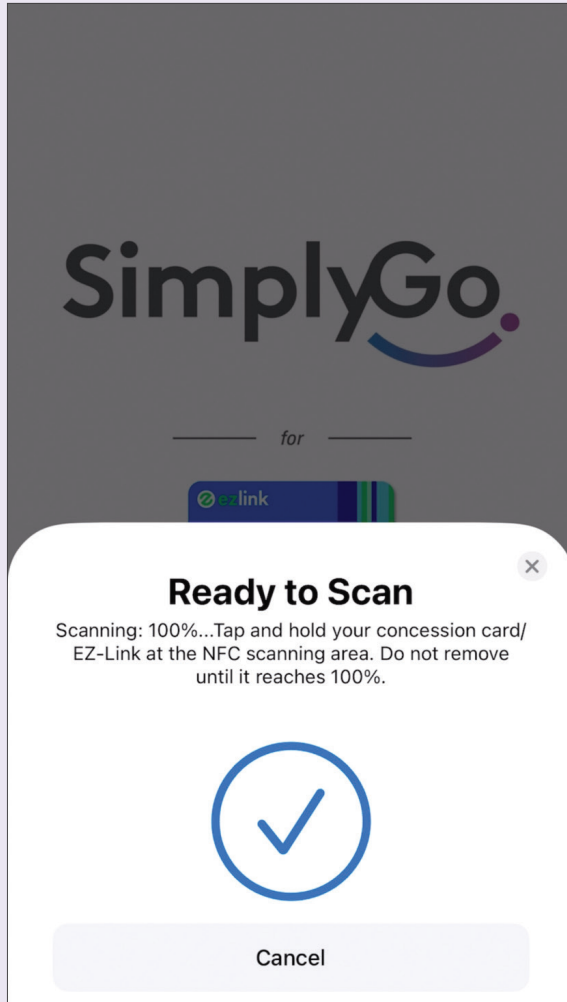 SimplyGo
for
ezlink
Ready to Scan
Scanning: 100%...Tap and hold your concession card/
EZ-Link at the NFC scanning area. Do not remove
until it reaches 100%.
Cancel